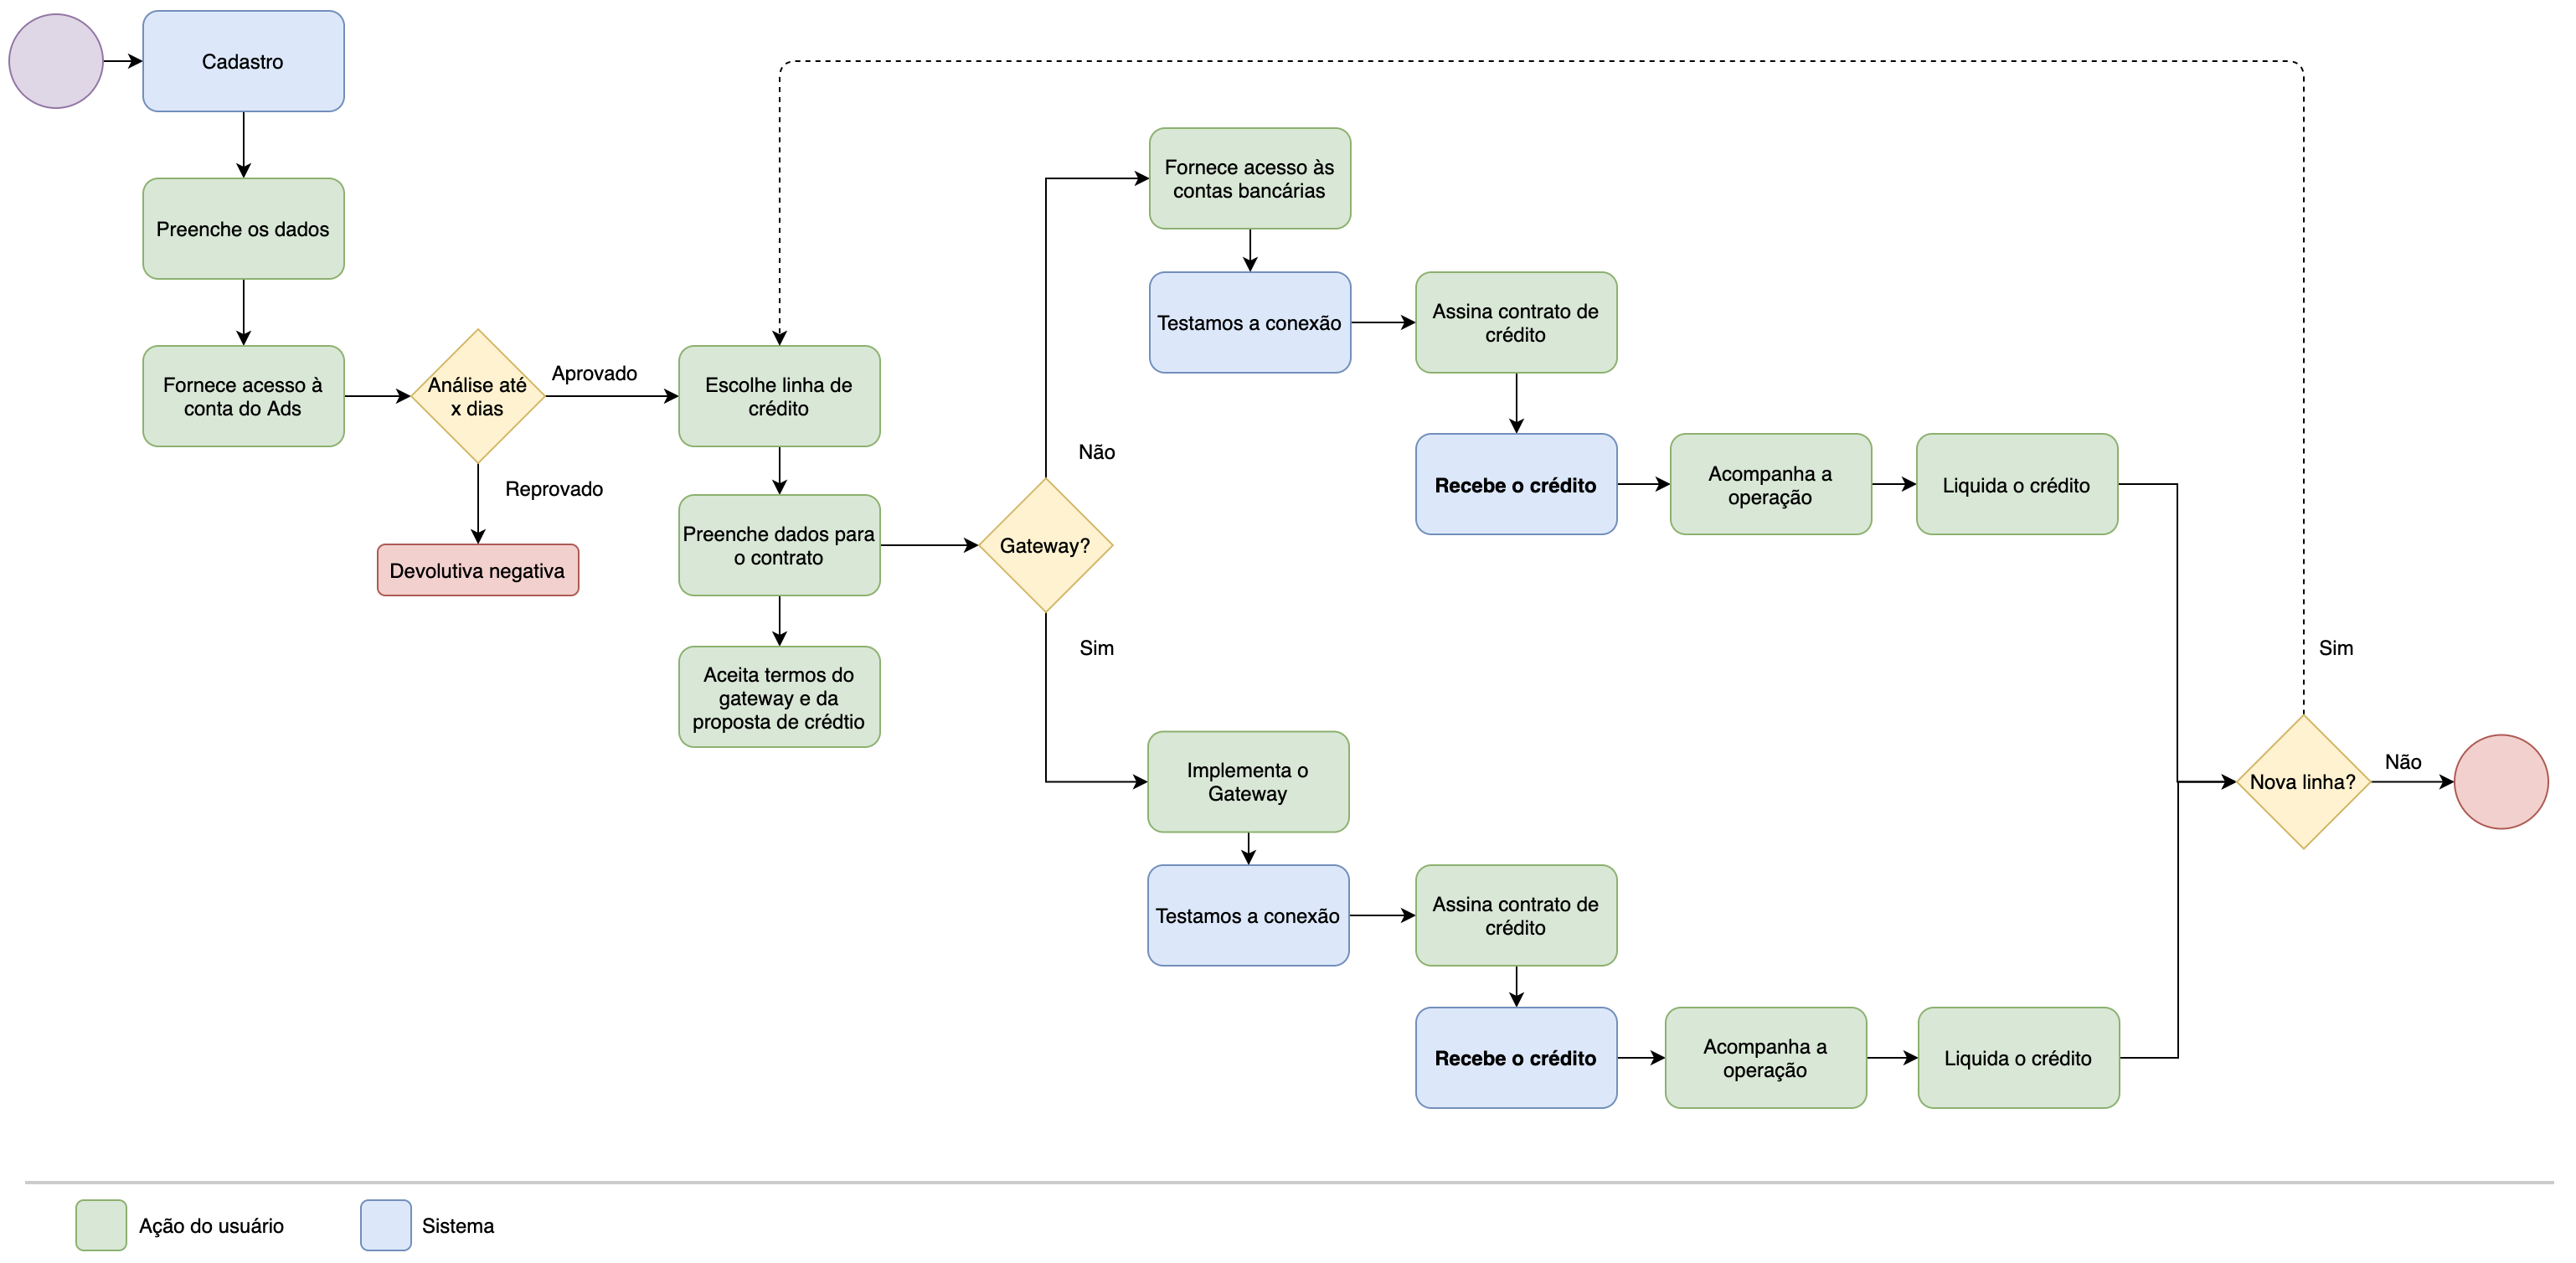 Cadastro
Preenche os dados
Fornece acesso à
conta do Ads
Análise até
x dias
Aprovado
Reprovado
Devolutiva negativa
Escolhe linha de
crédito
Preenche dados para
o contrato
Aceita termos do
gateway e da
proposta de crédtio
Gateway?
Não
Fornece acesso às
contas bancárias
Testamos a conexão
Assina contrato de
crédito
Recebe o crédito
Acompanha a
operação
Liquida o crédito
Sim
Implementa o
Gateway
Testamos a conexão
Assina contrato de
crédito
Recebe o crédito
Acompanha a
operação
Liquida o crédito
Nova linha?
Sim
Não
Ação do usuário
Sistema